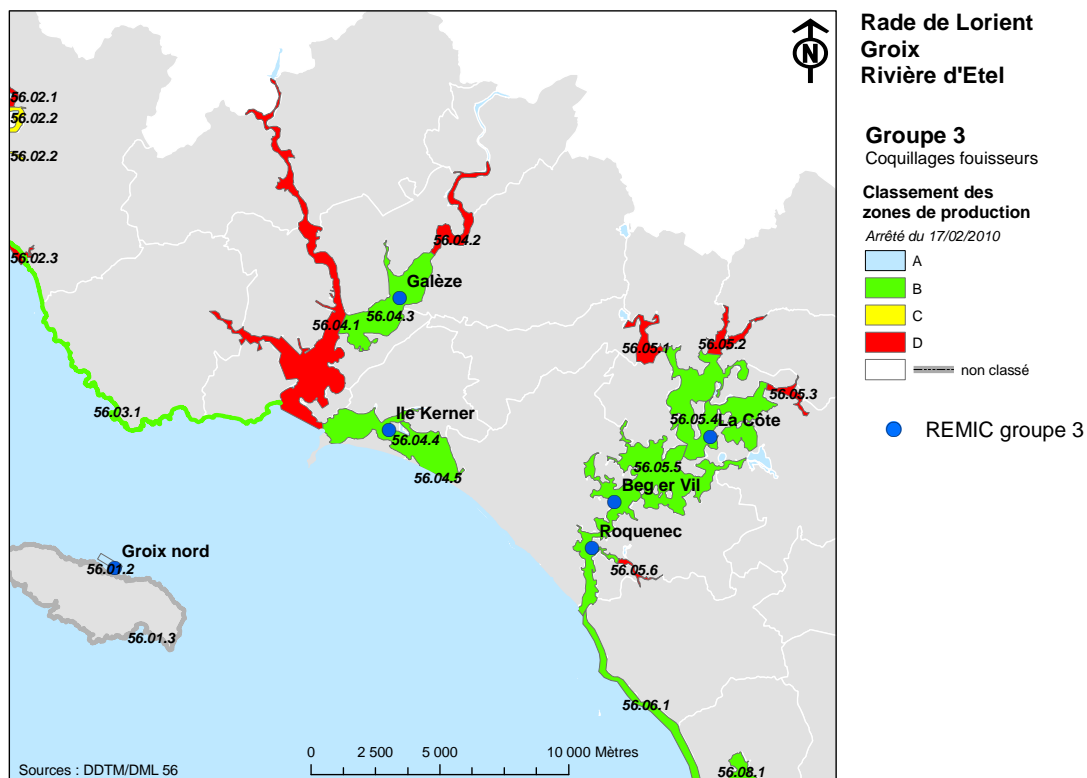 Rade de Lorient
Groix
Rivière d'Etel
Groupe 3
Coquillages fouisseurs
Classement des
zones de production
Arrêté du 17/02/2010
A
B
C
D
non classé
REMIC groupe 3
N
56.02.1
56.02.2
56.02.2
56.02.3
56.04.2
Galèze
56.04.1
56.04.3
56.05.1
56.05.2
56.05.3
56.03.1
Ile Kerner
56.04.4
56.04.5
56.05.4
La Côte
56.05.5
Beg er Vil
Roquenec
56.05.6
Groix nord
56.01.2
56.01.3
56.06.1
56.08.1
0 2 500 5 000 10 000 Mètres
Sources : DDTM/DML 56